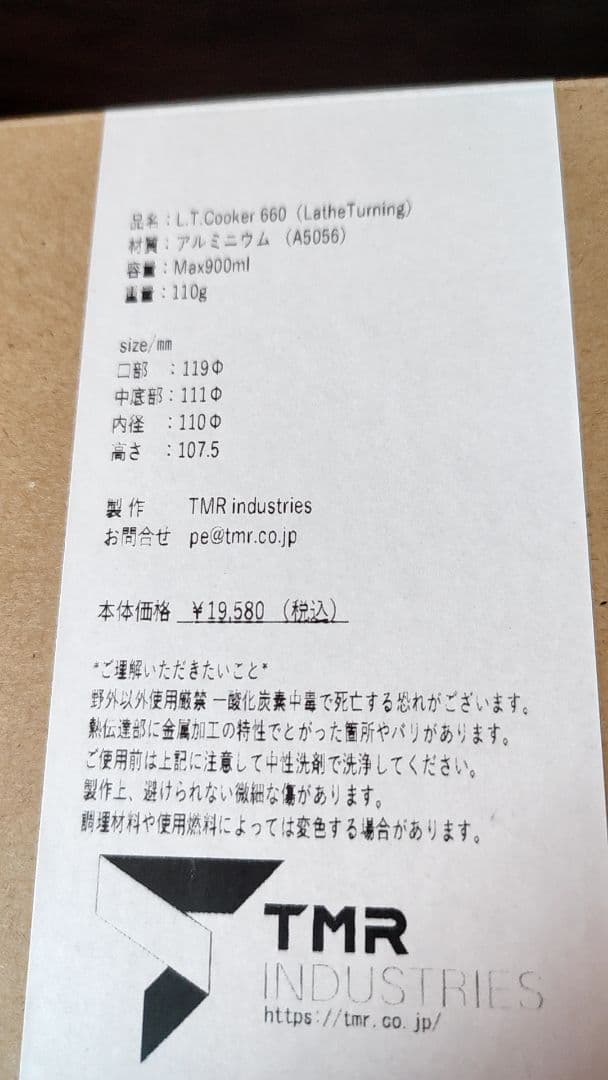 品名：L.T.Cooker 660（LatheTurning）
材質：アルミニウム （A5056）
容量：Max900ml
重量：110g
size/mm
口部　：119Φ
中底部：111Φ
内径　：110Φ
高さ　：107.5
製作　TMR industries
お問合せ　pe@tmr.co.jp
本体価格　￥19,580 （税込）
*ご理解いただきたいこと*
野外以外使用厳禁 一酸化炭素中毒で死亡する恐れがございます。
熱伝達部に金属加工の特性でとがった箇所やバリがあります。
ご使用前は上記に注意して中性洗剤で洗浄してください。
製作上、避けられない微細な傷があります。
調理材料や使用燃料によっては変色する場合があります。
TMR
INDUSTRIES
https://tmr.co.jp/